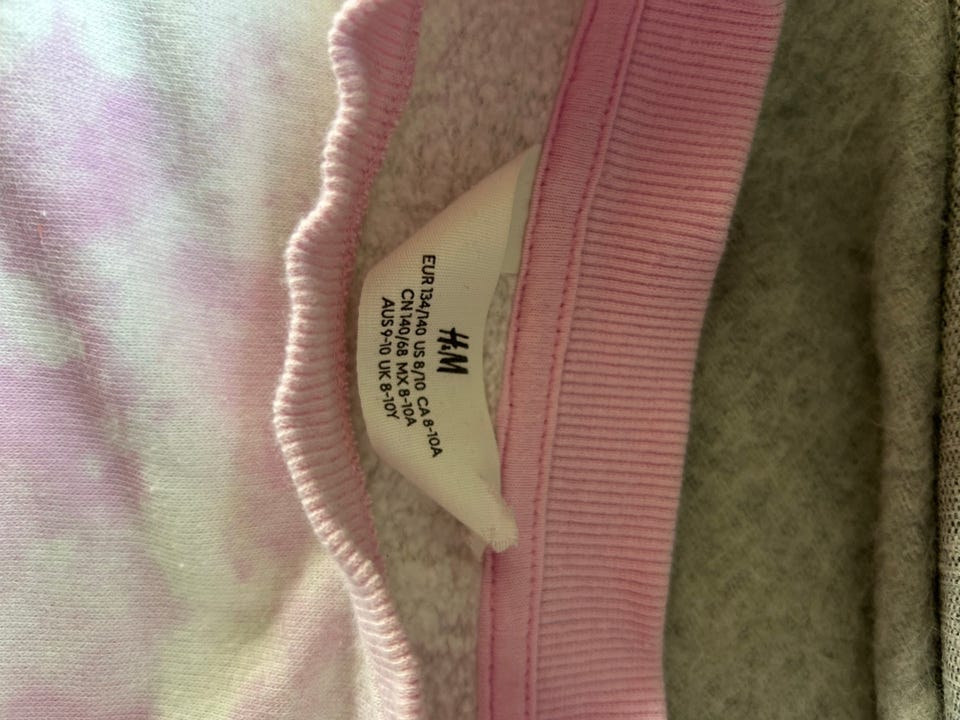 H&M
EUR 134/140 US 8/10 CA 8-10A
CN 140/68 MX 8-10A
AUS 9-10 UK 8-10Y